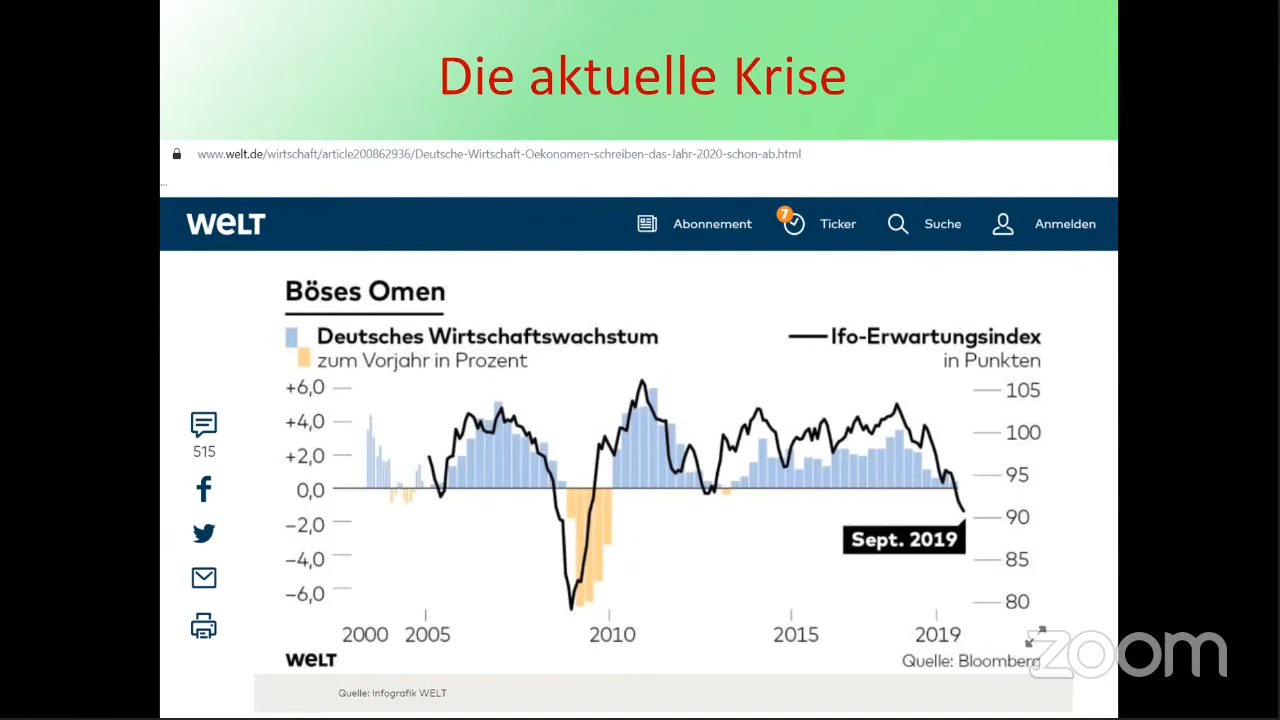 Die aktuelle Krise
www.welt.de/wirtschaft/article200862936/Deutsche-Wirtschaft-Oekonomen-schreiben-das-Jahr-2020-schon-ab.html
...
WELT
Abonnement
7
Ticker
Suche
Anmelden
Böses Omen
Deutsches Wirtschaftswachstum
zum Vorjahr in Prozent
Ifo-Erwartungsindex
in Punkten
+6,0
+4,0
+2,0
0,0
−2,0
−4,0
−6,0
105
100
95
90
85
80
515
Sept. 2019
2000 2005 2010 2015 2019
WELT
Quelle: Bloomberg
zoom
Quelle: Infografik WELT